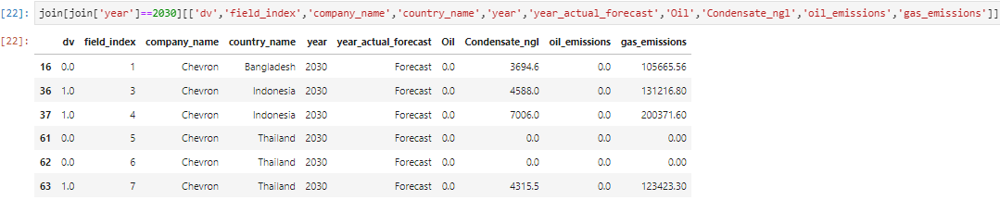 [22]: join[join['year']==2030][['dv','field_index','company_name','country_name','year','year_actual_forecast','Oil','Condensate_ngl','oil_emissions','gas_emissions']]
[22]: dv field_index company_name country_name year year_actual_forecast Oil Condensate_ngl oil_emissions gas_emissions
16 0.0 1 Chevron Bangladesh 2030 Forecast 0.0 3694.6 0.0 105665.56
36 1.0 3 Chevron Indonesia 2030 Forecast 0.0 4588.0 0.0 131216.80
37 1.0 4 Chevron Indonesia 2030 Forecast 0.0 7006.0 0.0 200371.60
61 0.0 5 Chevron Thailand 2030 Forecast 0.0 0.0 0.0 0.00
62 0.0 6 Chevron Thailand 2030 Forecast 0.0 0.0 0.0 0.00
63 1.0 7 Chevron Thailand 2030 Forecast 0.0 4315.5 0.0 123423.30